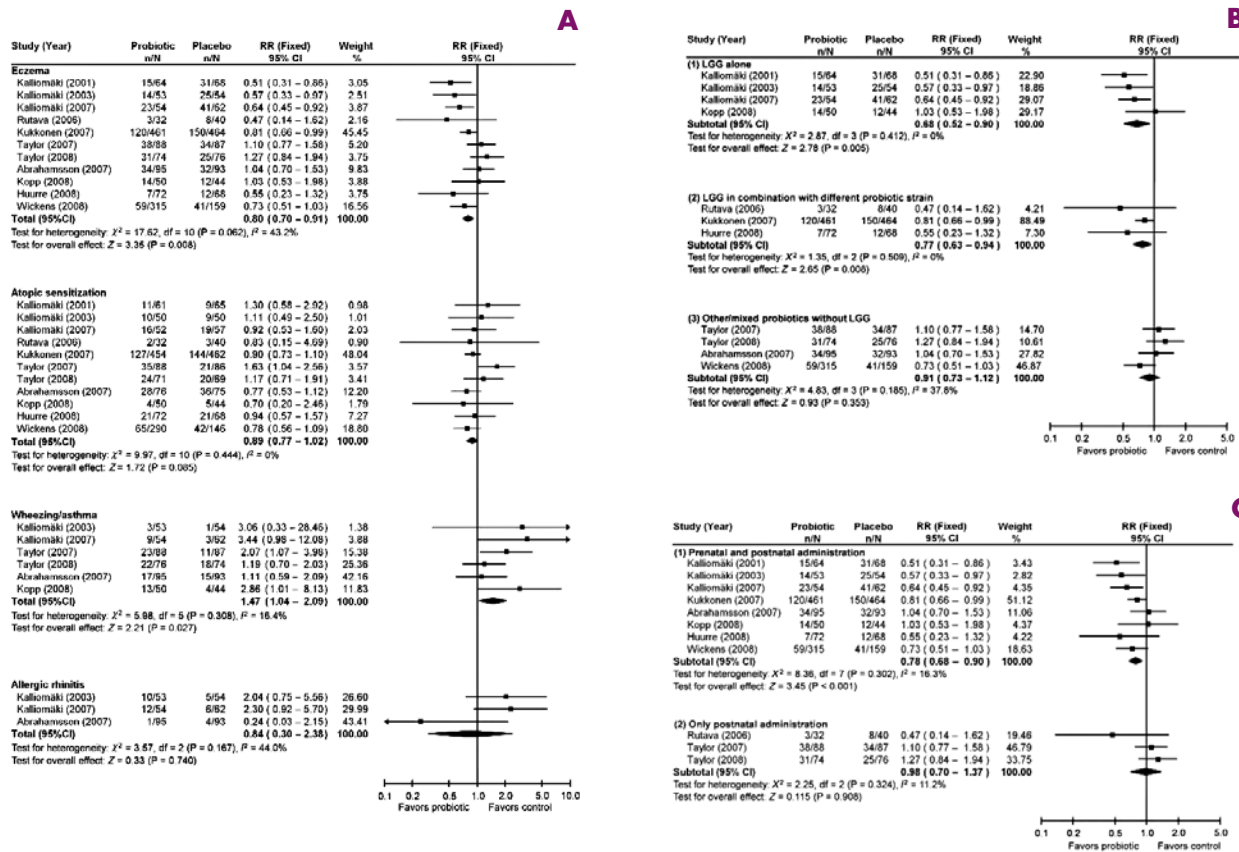 A
Study (Year) Probiotic Placebo RR (Fixed) Weight RR (Fixed)
n/N n/N 95% CI % 95% CI
Eczema
Kalliomäki (2001) 15/64 31/68 0.51 (0.31 – 0.86) 3.05
Kalliomäki (2003) 14/53 25/54 0.57 (0.33 – 0.97) 2.51
Kalliomäki (2007) 23/54 41/62 0.64 (0.45 – 0.92) 3.87
Rutava (2006) 3/32 8/40 0.47 (0.14 – 1.62) 2.16
Kukkonen (2007) 120/461 150/464 0.81 (0.66 – 0.99) 45.45
Taylor (2007) 38/88 34/87 1.10 (0.77 – 1.58) 5.20
Taylor (2008) 31/74 25/76 1.27 (0.84 – 1.94) 3.75
Abrahamsson (2007) 34/95 32/93 1.04 (0.70 – 1.53) 9.83
Kopp (2008) 14/50 12/44 1.03 (0.53 – 1.98) 3.88
Huurre (2008) 7/72 12/68 0.55 (0.23 – 1.32) 3.75
Wickens (2008) 59/315 41/159 0.73 (0.51 – 1.03) 16.56
Total (95%CI) 0.80 (0.70 – 0.91) 100.00
Test for heterogeneity: χ² = 17.62, df = 10 (P = 0.062), I² = 43.2%
Test for overall effect: Z = 3.35 (P = 0.008)
Atopic sensitization
Kalliomäki (2001) 11/61 9/65 1.30 (0.58 – 2.92) 0.98
Kalliomäki (2003) 10/50 9/50 1.11 (0.49 – 2.50) 1.01
Kalliomäki (2007) 16/52 19/57 0.92 (0.53 – 1.60) 2.03
Rutava (2006) 2/32 3/40 0.83 (0.15 – 4.69) 0.90
Kukkonen (2007) 127/454 144/462 0.90 (0.73 – 1.10) 48.04
Taylor (2007) 35/88 21/86 1.63 (1.04 – 2.56) 3.57
Taylor (2008) 24/71 20/69 1.17 (0.71 – 1.91) 3.41
Abrahamsson (2007) 28/76 36/75 0.77 (0.53 – 1.12) 12.20
Kopp (2008) 4/50 5/44 0.70 (0.20 – 2.46) 1.79
Huurre (2008) 21/72 21/68 0.94 (0.57 – 1.57) 7.27
Wickens (2008) 65/290 42/146 0.78 (0.56 – 1.09) 18.80
Total (95%CI) 0.89 (0.77 – 1.02) 100.00
Test for heterogeneity: χ² = 9.97, df = 10 (P = 0.444), I² = 0%
Test for overall effect: Z = 1.72 (P = 0.085)
Wheezing/asthma
Kalliomäki (2003) 3/53 1/54 3.06 (0.33 – 28.46) 1.38
Kalliomäki (2007) 9/54 3/62 3.44 (0.98 – 12.08) 3.88
Taylor (2007) 23/88 11/87 2.07 (1.07 – 3.98) 15.38
Taylor (2008) 22/76 18/74 1.19 (0.70 – 2.03) 25.36
Abrahamsson (2007) 17/95 15/93 1.11 (0.59 – 2.09) 42.16
Kopp (2008) 13/50 4/44 2.86 (1.01 – 8.13) 11.83
Total (95%CI) 1.47 (1.04 – 2.09) 100.00
Test for heterogeneity: χ² = 5.98, df = 5 (P = 0.308), I² = 16.4%
Test for overall effect: Z = 2.21 (P = 0.027)
Allergic rhinitis
Kalliomäki (2003) 10/53 5/54 2.04 (0.75 – 5.56) 26.60
Kalliomäki (2007) 12/54 6/62 2.30 (0.92 – 5.70) 29.99
Abrahamsson (2007) 1/95 4/93 0.24 (0.03 – 2.15) 43.41
Total (95%CI) 0.84 (0.30 – 2.38) 100.00
Test for heterogeneity: χ² = 3.57, df = 2 (P = 0.167), I² = 44.0%
Test for overall effect: Z = 0.33 (P = 0.740)
0.1 0.2 0.5 1.0 2.0 5.0 10.0
Favors probiotic Favors control
B
Study (Year) Probiotic Placebo RR (Fixed) Weight RR (Fixed)
n/N n/N 95% CI % 95% CI
(1) LGG alone
Kalliomäki (2001) 15/64 31/68 0.51 (0.31 – 0.86) 22.90
Kalliomäki (2003) 14/53 25/54 0.57 (0.33 – 0.97) 18.86
Kalliomäki (2007) 23/54 41/62 0.64 (0.45 – 0.92) 29.07
Kopp (2008) 14/50 12/44 1.03 (0.53 – 1.98) 29.17
Subtotal (95% CI) 0.68 (0.52 – 0.90) 100.00
Test for heterogeneity: X² = 2.87, df = 3 (P = 0.412), I² = 0%
Test for overall effect: Z = 2.78 (P = 0.005)
(2) LGG in combination with different probiotic strain
Rutava (2006) 3/32 8/40 0.47 (0.14 – 1.62) 4.21
Kukkonen (2007) 120/461 150/464 0.81 (0.66 – 0.99) 88.49
Huurre (2008) 7/72 12/68 0.55 (0.23 – 1.32) 7.30
Subtotal (95% CI) 0.77 (0.63 – 0.94) 100.00
Test for heterogeneity: X² = 1.35, df = 2 (P = 0.509), I² = 0%
Test for overall effect: Z = 2.65 (P = 0.008)
(3) Other/mixed probiotics without LGG
Taylor (2007) 38/88 34/87 1.10 (0.77 – 1.58) 14.70
Taylor (2008) 31/74 25/76 1.27 (0.84 – 1.94) 10.61
Abrahamsson (2007) 34/95 32/93 1.04 (0.70 – 1.53) 27.82
Wickens (2008) 59/315 41/159 0.73 (0.51 – 1.03) 46.87
Subtotal (95% CI) 0.91 (0.73 – 1.12) 100.00
Test for heterogeneity: X² = 4.83, df = 3 (P = 0.185), I² = 37.8%
Test for overall effect: Z = 0.93 (P = 0.353)
0.1 0.2 0.5 1.0 2.0 5.0
Favors probiotic Favors control
Study (Year) Probiotic Placebo RR (Fixed) Weight RR (Fixed)
n/N n/N 95% CI % 95% CI
(1) Prenatal and postnatal administration
Kalliomäki (2001) 15/64 31/68 0.51 (0.31 – 0.86) 3.43
Kalliomäki (2003) 14/53 25/54 0.57 (0.33 – 0.97) 2.82
Kalliomäki (2007) 23/54 41/62 0.64 (0.45 – 0.92) 4.35
Kukkonen (2007) 120/461 150/464 0.81 (0.66 – 0.99) 51.12
Abrahamsson (2007) 34/95 32/93 1.04 (0.70 – 1.53) 11.06
Kopp (2008) 14/50 12/44 1.03 (0.53 – 1.98) 4.37
Huurre (2008) 7/72 12/68 0.55 (0.23 – 1.32) 4.22
Wickens (2008) 59/315 41/159 0.73 (0.51 – 1.03) 18.63
Subtotal (95% CI) 0.78 (0.68 – 0.90) 100.00
Test for heterogeneity: X² = 8.36, df = 7 (P = 0.302), I² = 16.3%
Test for overall effect: Z = 3.45 (P < 0.001)
(2) Only postnatal administration
Rutava (2006) 3/32 8/40 0.47 (0.14 – 1.62) 19.46
Taylor (2007) 38/88 34/87 1.10 (0.77 – 1.58) 46.79
Taylor (2008) 31/74 25/76 1.27 (0.84 – 1.94) 33.75
Subtotal (95% CI) 0.98 (0.70 – 1.37) 100.00
Test for heterogeneity: X² = 2.25, df = 2 (P = 0.324), I² = 11.2%
Test for overall effect: Z = 0.115 (P = 0.908)
0.1 0.2 0.5 1.0 2.0 5.0
Favors probiotic Favors control